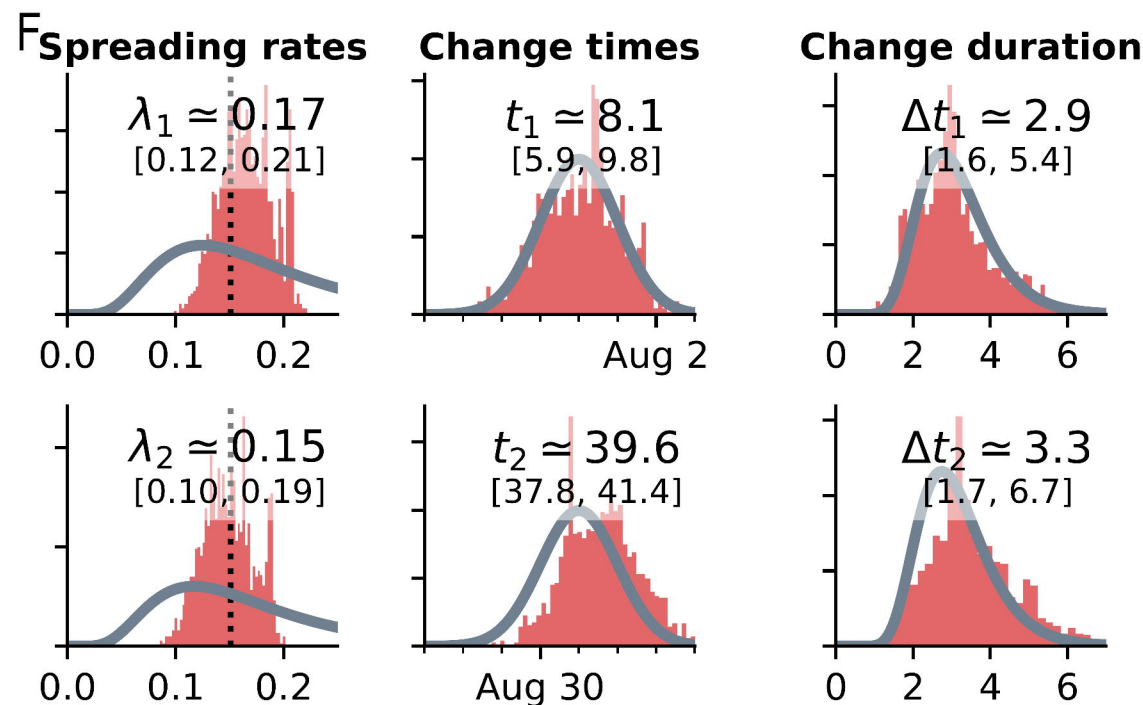 F
Spreading rates Change times Change duration
λ₁ ≃ 0.17 t₁ ≃ 8.1 Δt₁ ≃ 2.9
[0.12, 0.21] [5.9, 9.8] [1.6, 5.4]
0.0 0.1 0.2 Aug 2 0 2 4 6
λ₂ ≃ 0.15 t₂ ≃ 39.6 Δt₂ ≃ 3.3
[0.10, 0.19] [37.8, 41.4] [1.7, 6.7]
0.0 0.1 0.2 Aug 30 0 2 4 6